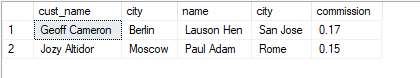 cust_name city name city commission
1 Geoff Cameron Berlin Lauson Hen San Jose 0.17
2 Jozy Altidor Moscow Paul Adam Rome 0.15